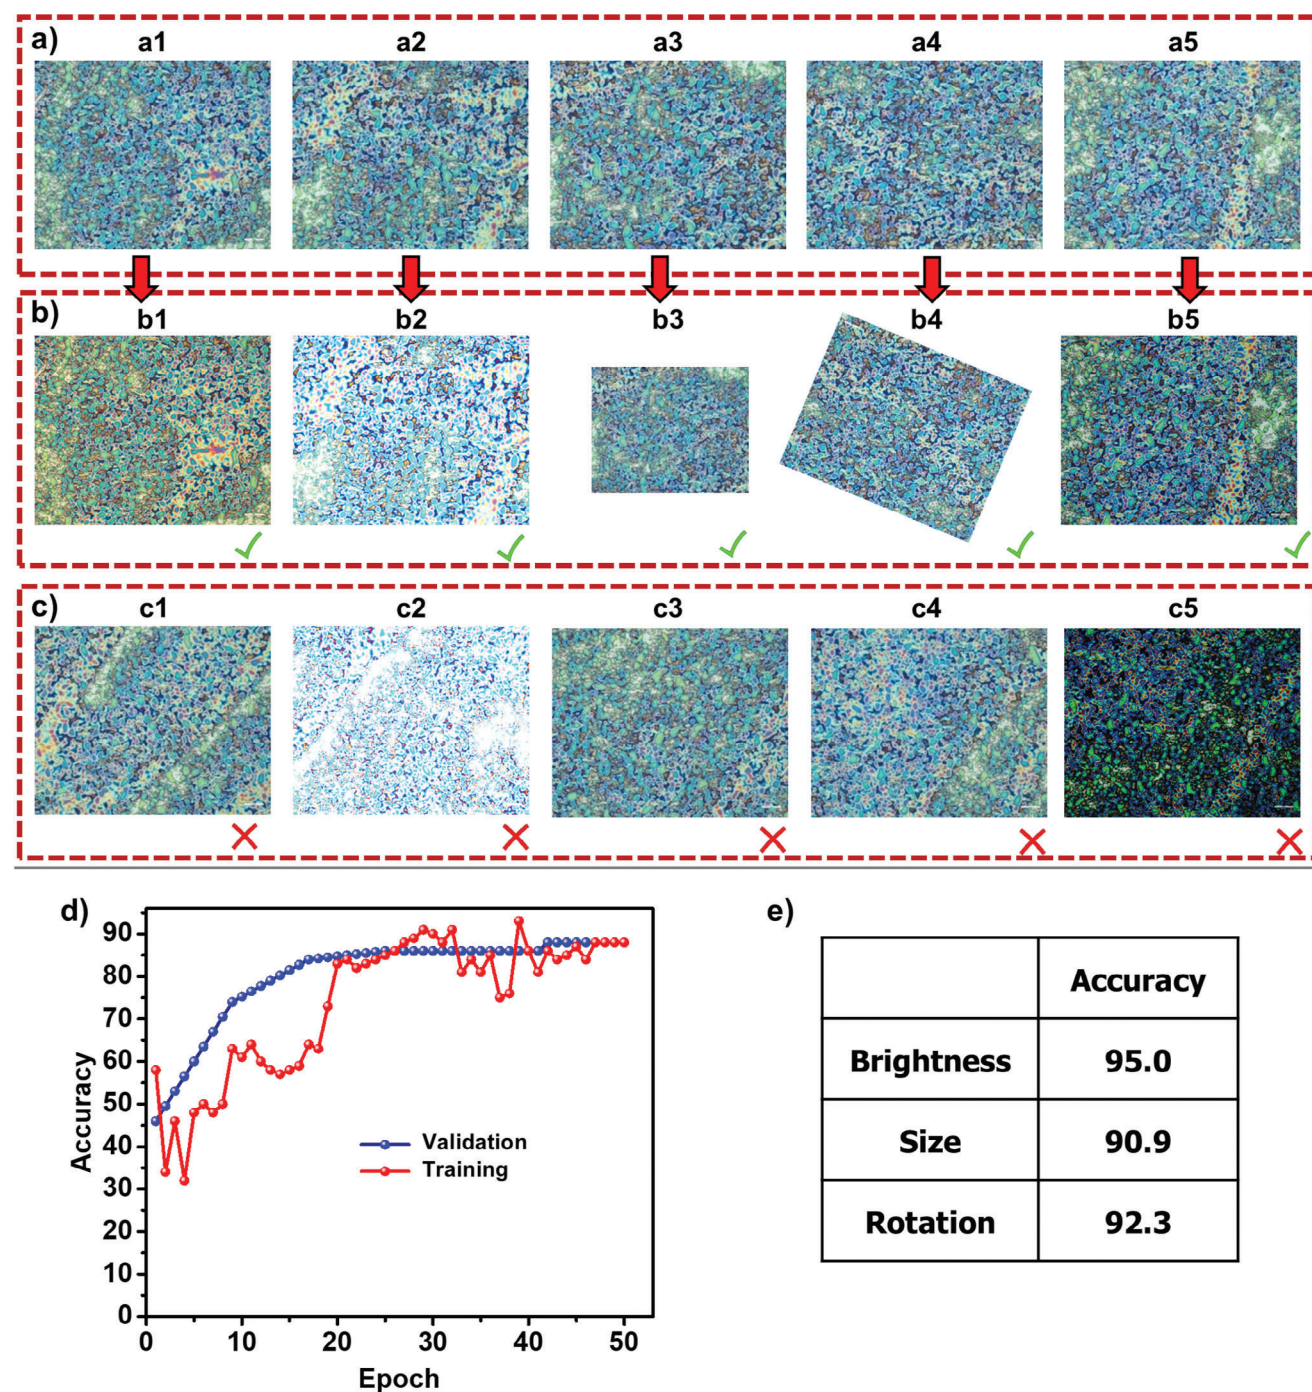 a)
a1 a2 a3 a4 a5
b)
b1 b2 b3 b4 b5
c)
c1 c2 c3 c4 c5
d)
Accuracy
90
80
70
60
50
40
30
20
10
0
0 10 20 30 40 50
Epoch
Validation
Training
e)
Accuracy
Brightness 95.0
Size 90.9
Rotation 92.3